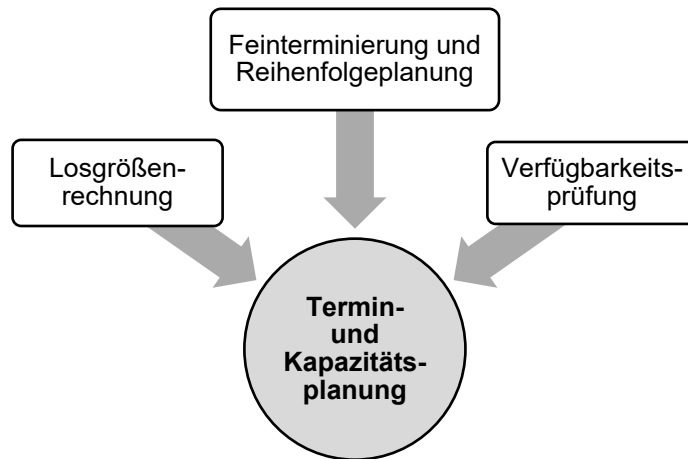 Feinterminierung und
Reihenfolgeplanung
Losgrößen-
rechnung
Verfügbarkeits-
prüfung
Termin-
und
Kapazitäts-
planung